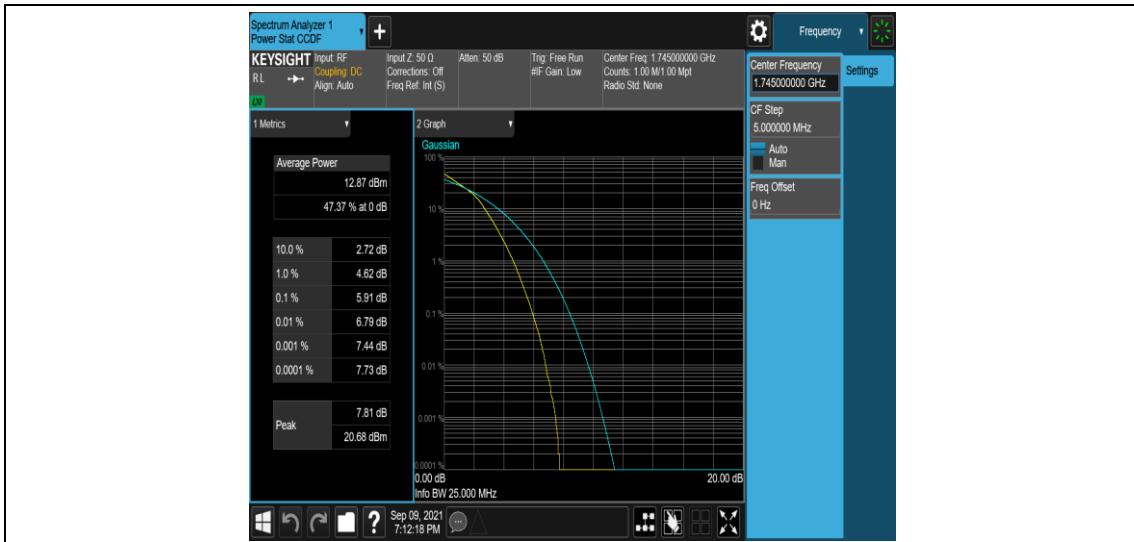 Spectrum Analyzer 1
Power Stat CCDF
+
Frequency
KEYSIGHT
Input: RF
Coupling: DC
Align: Auto
RL
LXI
Input Z: 50 Ω
Corrections: Off
Freq Ref: Int (S)
Atten: 50 dB
Trig: Free Run
#IF Gain: Low
Center Freq: 1.745000000 GHz
Counts: 1.00 M/1.00 Mpt
Radio Std: None
Center Frequency
1.745000000 GHz
Settings
CF Step
5.000000 MHz
Auto
Man
Freq Offset
0 Hz
1 Metrics
Average Power
12.87 dBm
47.37 % at 0 dB
10.0 % 2.72 dB
1.0 % 4.62 dB
0.1 % 5.91 dB
0.01 % 6.79 dB
0.001 % 7.44 dB
0.0001 % 7.73 dB
Peak
7.81 dB
20.68 dBm
2 Graph
Gaussian
100 %
10 %
1 %
0.1 %
0.01 %
0.001 %
0.0001 %
0.00 dB 20.00 dB
Info BW 25.000 MHz
?
Sep 09, 2021
7:12:18 PM